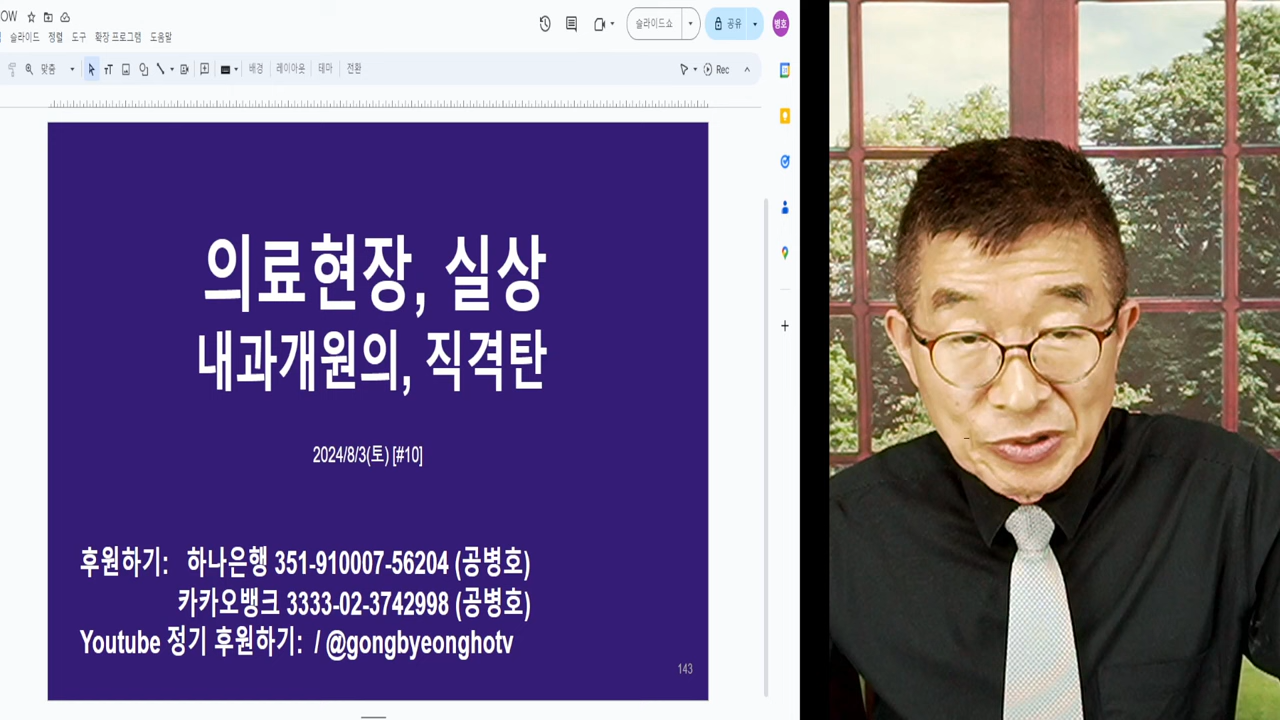 OW
슬라이드 정렬 도구 확장 프로그램 도움말
슬라이드쇼
공유
병호
맞춤
배경 레이아웃 테마 전환
Rec
의료현장, 실상
내과개원의, 직격탄
2024/8/3(토) [#10]
후원하기: 하나은행 351-910007-56204 (공병호)
카카오뱅크 3333-02-3742998 (공병호)
Youtube 정기 후원하기: / @gongbyeonghotv
143